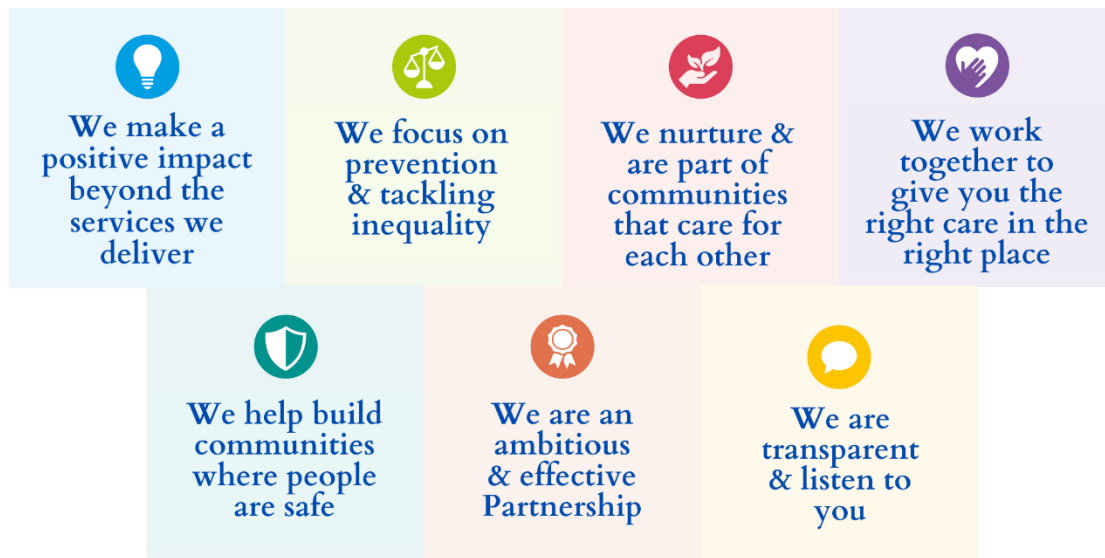 We make a
positive impact
beyond the
services we
deliver
We focus on
prevention
& tackling
inequality
We nurture &
are part of
communities
that care for
each other
We work
together to
give you the
right care in the
right place
We help build
communities
where people
are safe
We are an
ambitious
& effective
Partnership
We are
transparent
& listen to
you